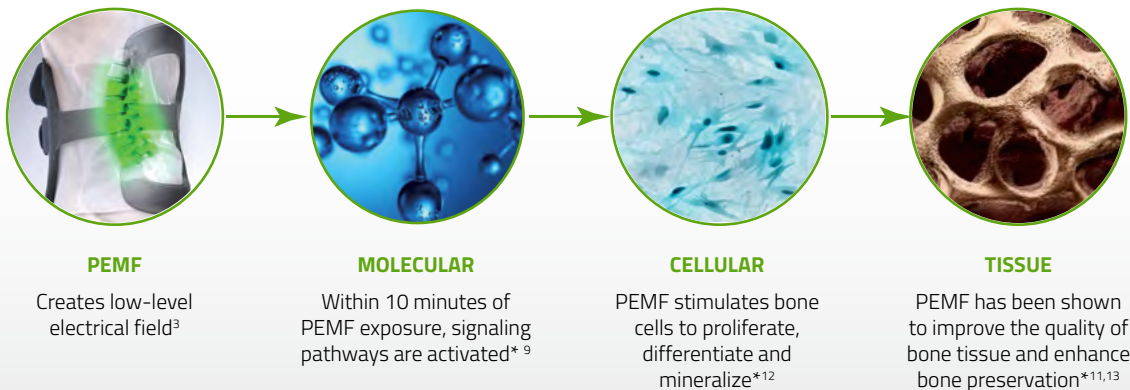 PEMF
Creates low-level
electrical field³
MOLECULAR
Within 10 minutes of
PEMF exposure, signaling
pathways are activated* ⁹
CELLULAR
PEMF stimulates bone
cells to proliferate,
differentiate and
mineralize*¹²
TISSUE
PEMF has been shown
to improve the quality of
bone tissue and enhance
bone preservation*¹¹,¹³